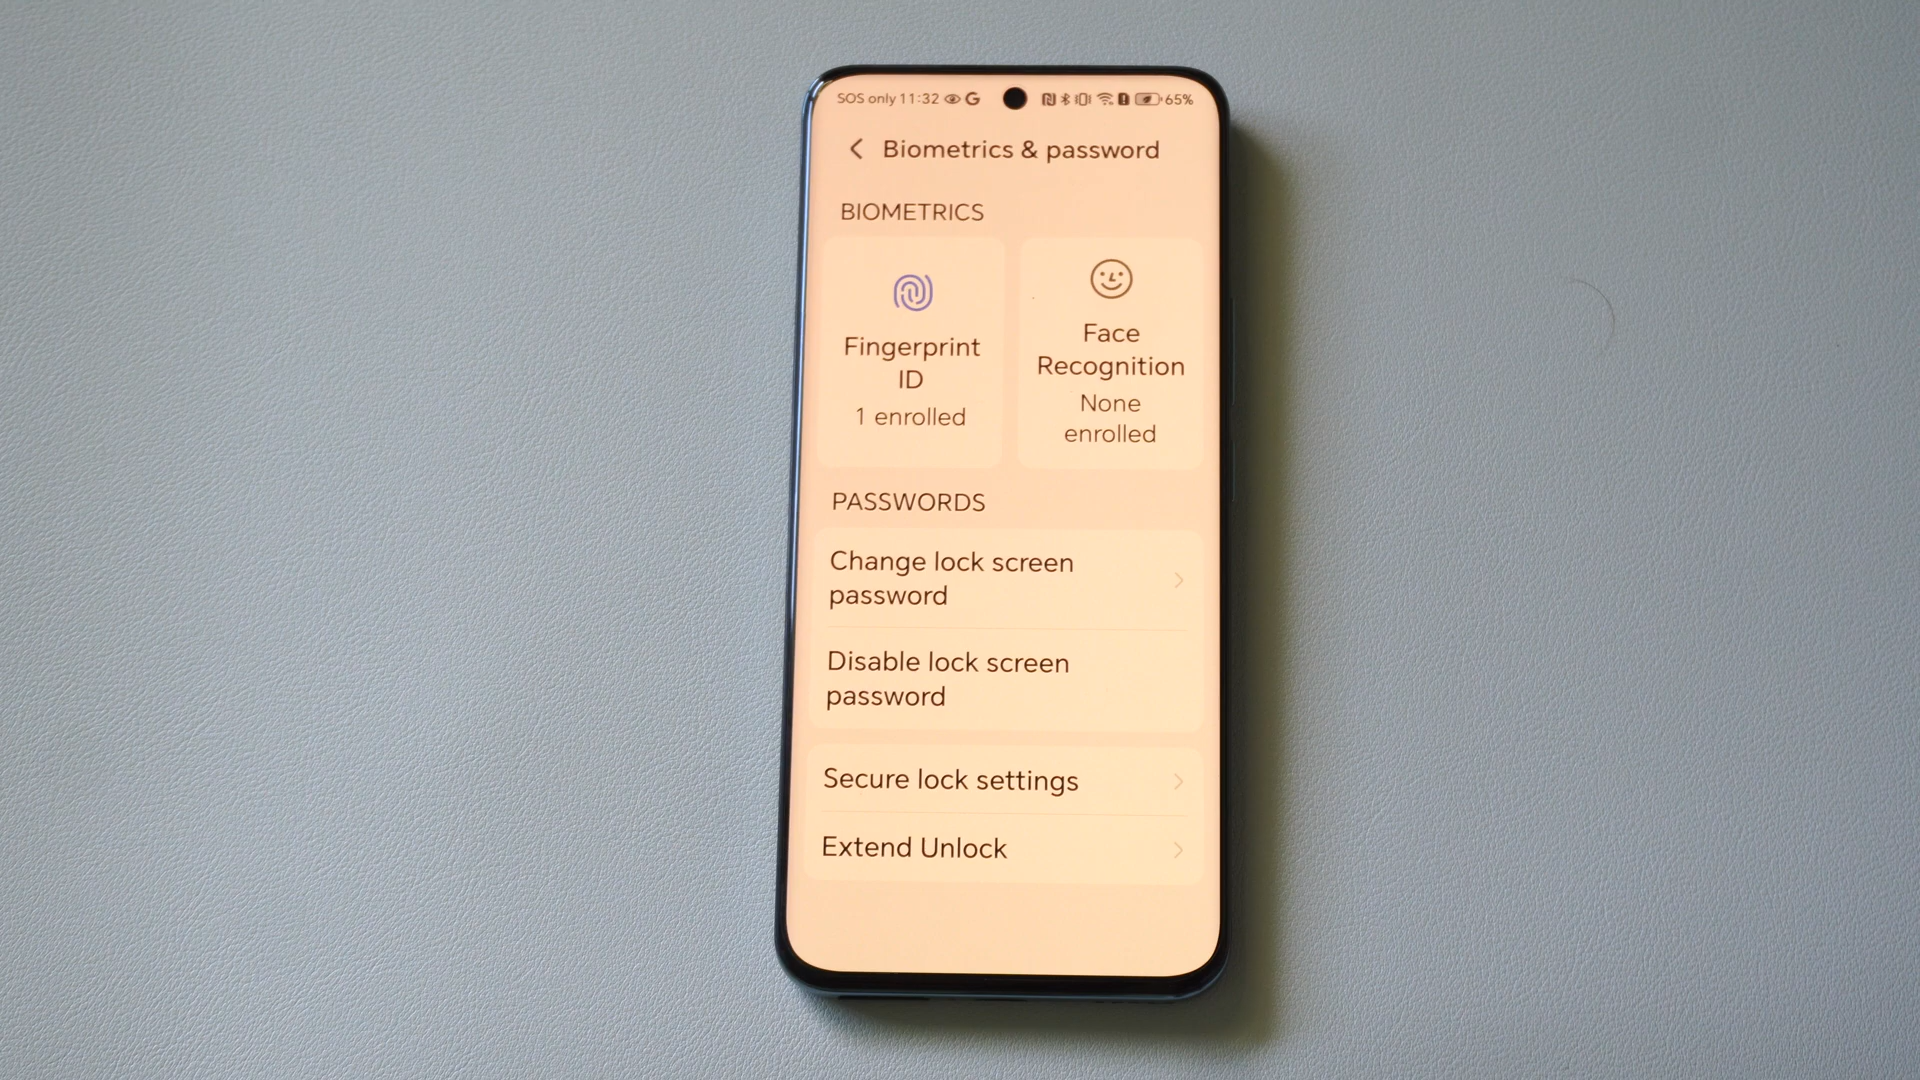 SOS only 11:32 65%
Biometrics & password
BIOMETRICS
Fingerprint
ID
1 enrolled
Face
Recognition
None
enrolled
PASSWORDS
Change lock screen
password
Disable lock screen
password
Secure lock settings
Extend Unlock